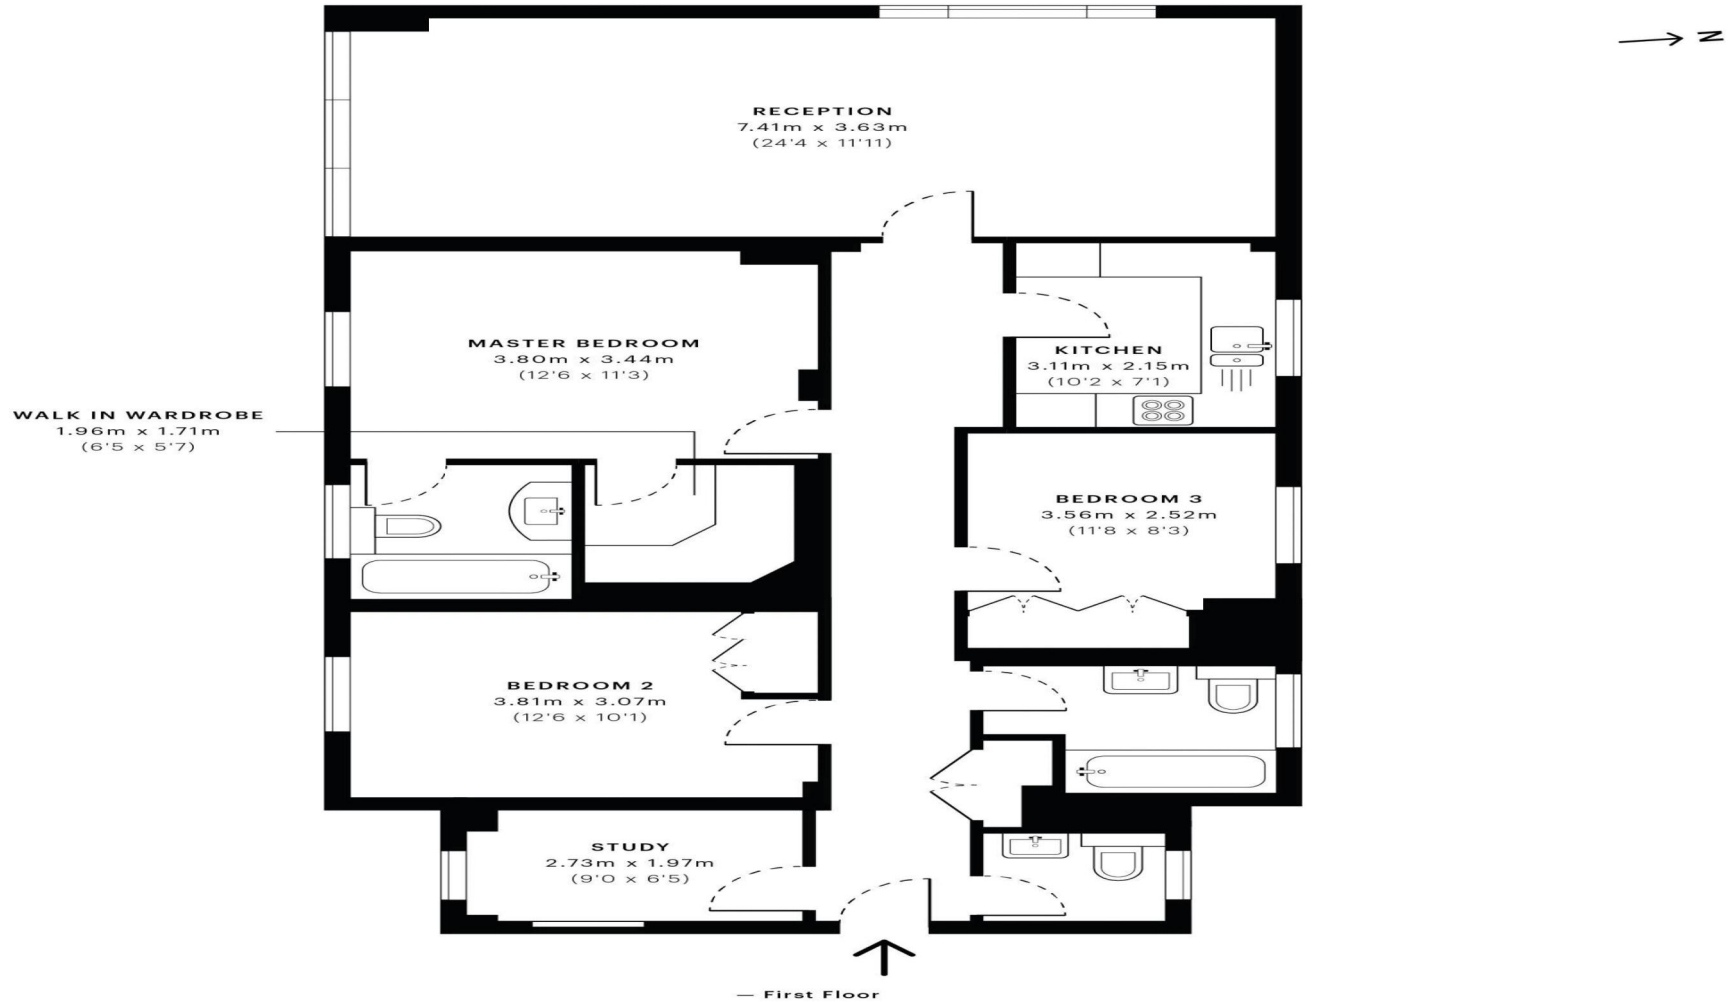 N
RECEPTION
7.41m x 3.63m
(24'4 x 11'11)
MASTER BEDROOM
3.80m x 3.44m
(12'6 x 11'3)
KITCHEN
3.11m x 2.15m
(10'2 x 7'1)
WALK IN WARDROBE
1.96m x 1.71m
(6'5 x 5'7)
BEDROOM 3
3.56m x 2.52m
(11'8 x 8'3)
BEDROOM 2
3.81m x 3.07m
(12'6 x 10'1)
STUDY
2.73m x 1.97m
(9'0 x 6'5)
— First Floor